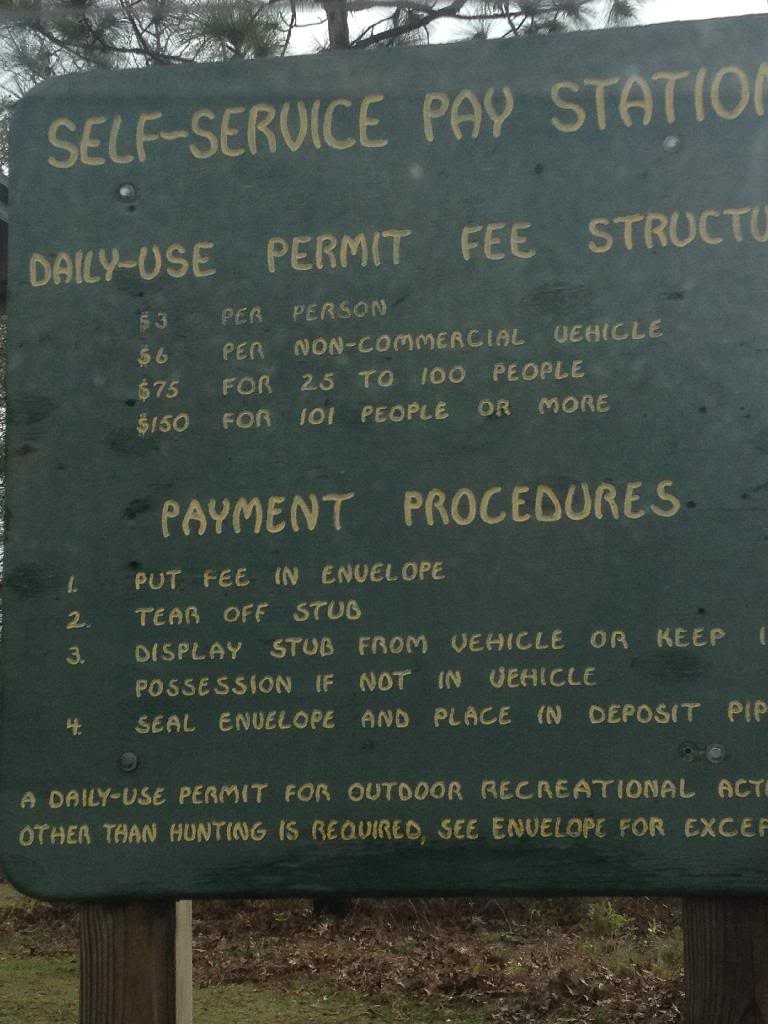 SELF-SERVICE PAY STATION
DAILY-USE PERMIT FEE STRUCTU
$3 PER PERSON
$6 PER NON-COMMERCIAL VEHICLE
$75 FOR 25 TO 100 PEOPLE
$150 FOR 101 PEOPLE OR MORE
PAYMENT PROCEDURES
1. PUT FEE IN ENVELOPE
2. TEAR OFF STUB
3. DISPLAY STUB FROM VEHICLE OR KEEP I
POSSESSION IF NOT IN VEHICLE
4. SEAL ENVELOPE AND PLACE IN DEPOSIT PIP
A DAILY-USE PERMIT FOR OUTDOOR RECREATIONAL ACT
OTHER THAN HUNTING IS REQUIRED, SEE ENVELOPE FOR EXCEP